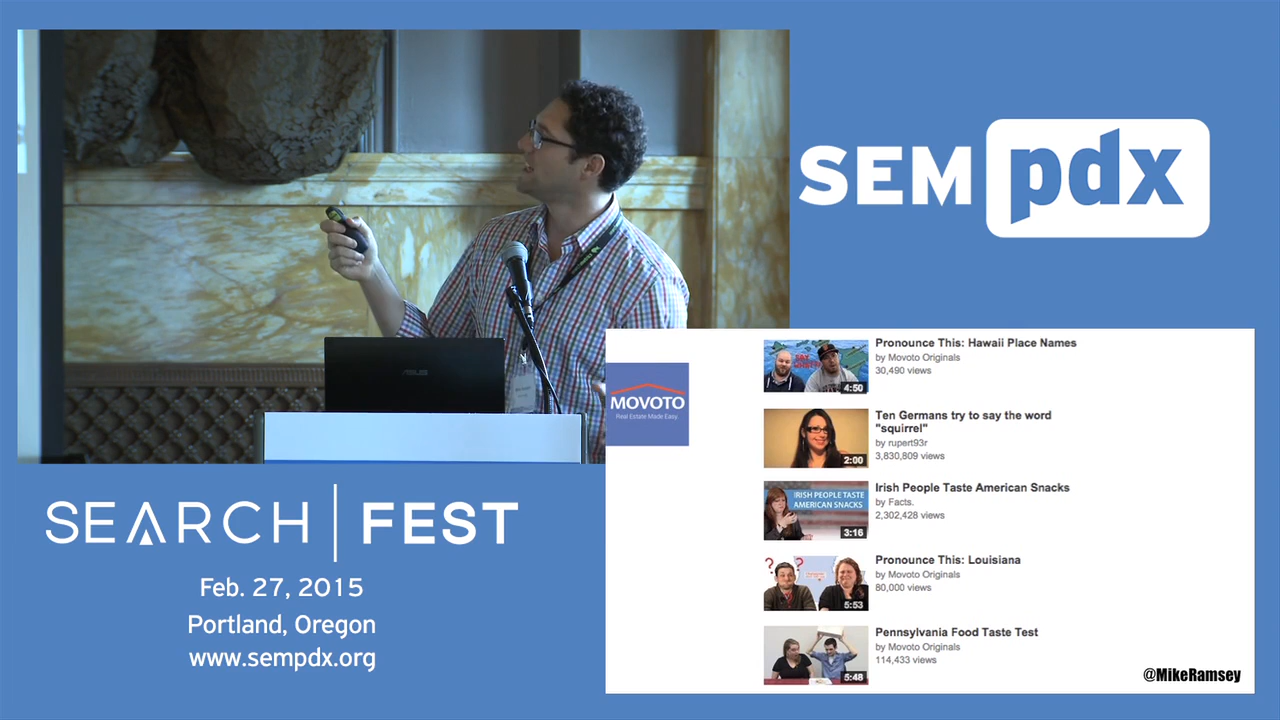 SEM pdx
ASUS
MOVOTO
Real Estate Made Easy.
Pronounce This: Hawaii Place Names
by Movoto Originals
30,490 views
4:50
Ten Germans try to say the word
"squirrel"
by rupert93r
3,830,809 views
2:00
Irish People Taste American Snacks
by Facts.
2,302,428 views
IRISH PEOPLE TASTE
AMERICAN SNACKS
3:16
Pronounce This: Louisiana
by Movoto Originals
80,000 views
? ?
5:53
Pennsylvania Food Taste Test
by Movoto Originals
114,433 views
5:48
@MikeRamsey
SEARCH FEST
Feb. 27, 2015
Portland, Oregon
www.sempdx.org